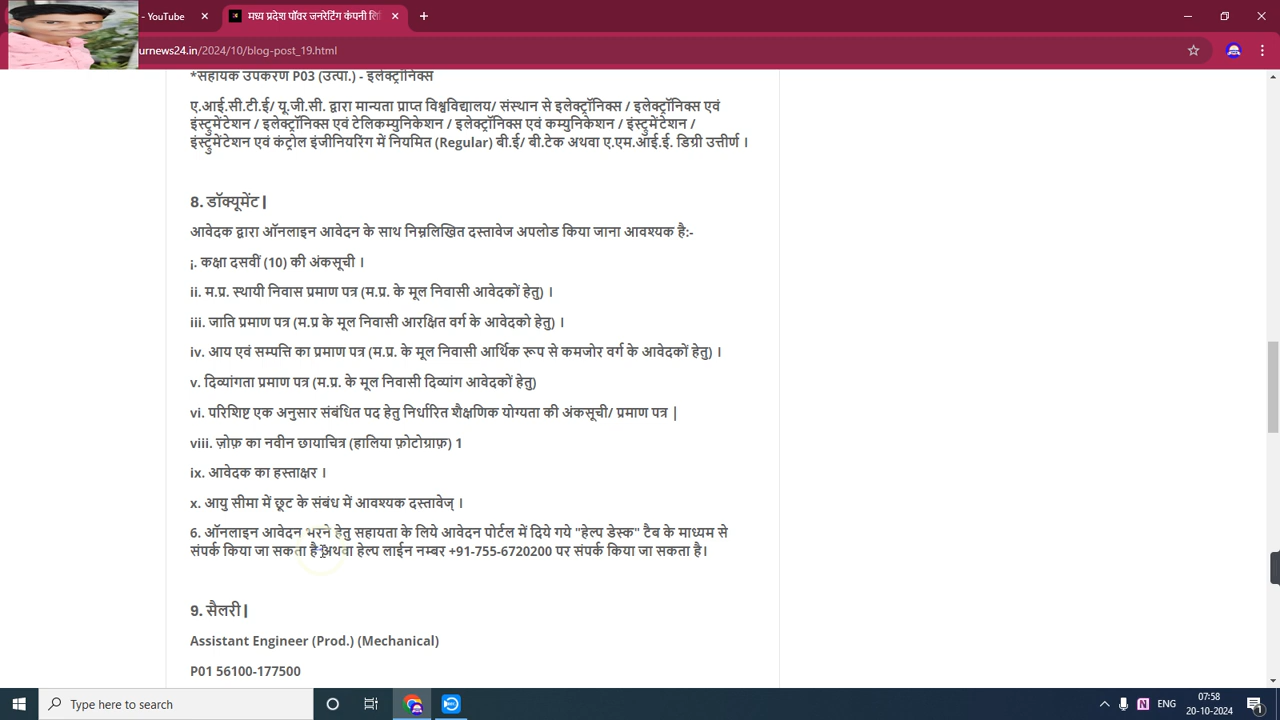 - YouTube
मध्य प्रदेश पॉवर जनरेटिंग कंपनी लि
urnews24.in/2024/10/blog-post_19.html
*सहायक उपकरण P03 (उत्पा.) - इलेक्ट्रॉनिक्स
ए.आई.सी.टी.ई/ यू.जी.सी. द्वारा मान्यता प्राप्त विश्वविद्यालय/ संस्थान से इलेक्ट्रॉनिक्स / इलेक्ट्रॉनिक्स एवं
इंस्ट्रुमेंटेशन / इलेक्ट्रॉनिक्स एवं टेलिकम्युनिकेशन / इलेक्ट्रॉनिक्स एवं कम्युनिकेशन / इंस्ट्रुमेंटेशन /
इंस्ट्रुमेंटेशन एवं कंट्रोल इंजीनियरिंग में नियमित (Regular) बी.ई/ बी.टेक अथवा ए.एम.आई.ई. डिग्री उत्तीर्ण ।
8. डॉक्यूमेंट|
आवेदक द्वारा ऑनलाइन आवेदन के साथ निम्नलिखित दस्तावेज अपलोड किया जाना आवश्यक है:-
¡. कक्षा दसवीं (10) की अंकसूची ।
ii. म.प्र. स्थायी निवास प्रमाण पत्र (म.प्र. के मूल निवासी आवेदकों हेतु) ।
iii. जाति प्रमाण पत्र (म.प्र के मूल निवासी आरक्षित वर्ग के आवेदको हेतु) ।
iv. आय एवं सम्पत्ति का प्रमाण पत्र (म.प्र. के मूल निवासी आर्थिक रूप से कमजोर वर्ग के आवेदकों हेतु) ।
v. दिव्यांगता प्रमाण पत्र (म.प्र. के मूल निवासी दिव्यांग आवेदकों हेतु)
vi. परिशिष्ट एक अनुसार संबंधित पद हेतु निर्धारित शैक्षणिक योग्यता की अंकसूची/ प्रमाण पत्र |
viii. ज़ोफ़ का नवीन छायाचित्र (हालिया फ़ोटोग्राफ़) 1
ix. आवेदक का हस्ताक्षर ।
x. आयु सीमा में छूट के संबंध में आवश्यक दस्तावेज् ।
6. ऑनलाइन आवेदन भरने हेतु सहायता के लिये आवेदन पोर्टल में दिये गये "हेल्प डेस्क" टैब के माध्यम से
संपर्क किया जा सकता है अथवा हेल्प लाईन नम्बर +91-755-6720200 पर संपर्क किया जा सकता है।
9. सैलरी|
Assistant Engineer (Prod.) (Mechanical)
P01 56100-177500
Type here to search
ENG
07:58
20-10-2024